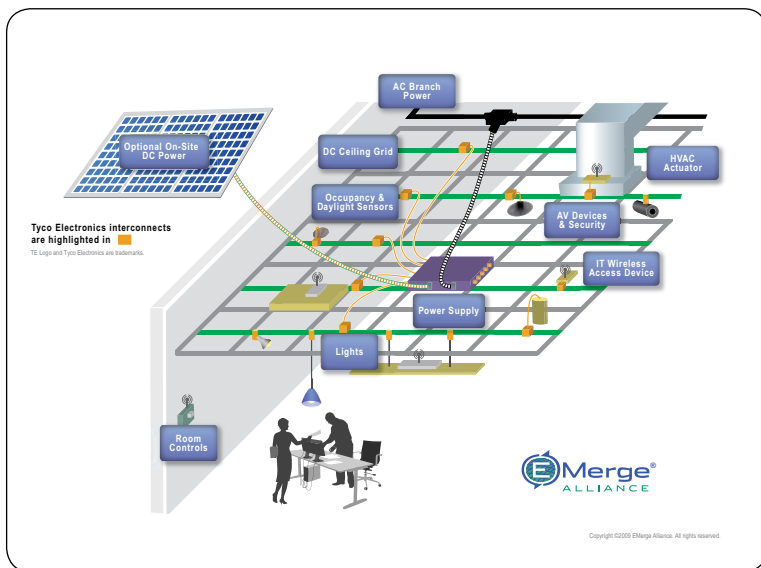 AC Branch
Power
Optional On-Site
DC Power
DC Ceiling Grid
HVAC
Actuator
Occupancy &
Daylight Sensors
AV Devices
& Security
Tyco Electronics interconnects
are highlighted in
TE Logo and Tyco Electronics are trademarks.
IT Wireless
Access Device
Power Supply
Lights
Room
Controls
EMerge®
ALLIANCE
Copyright ©2009 EMerge Alliance. All rights reserved.